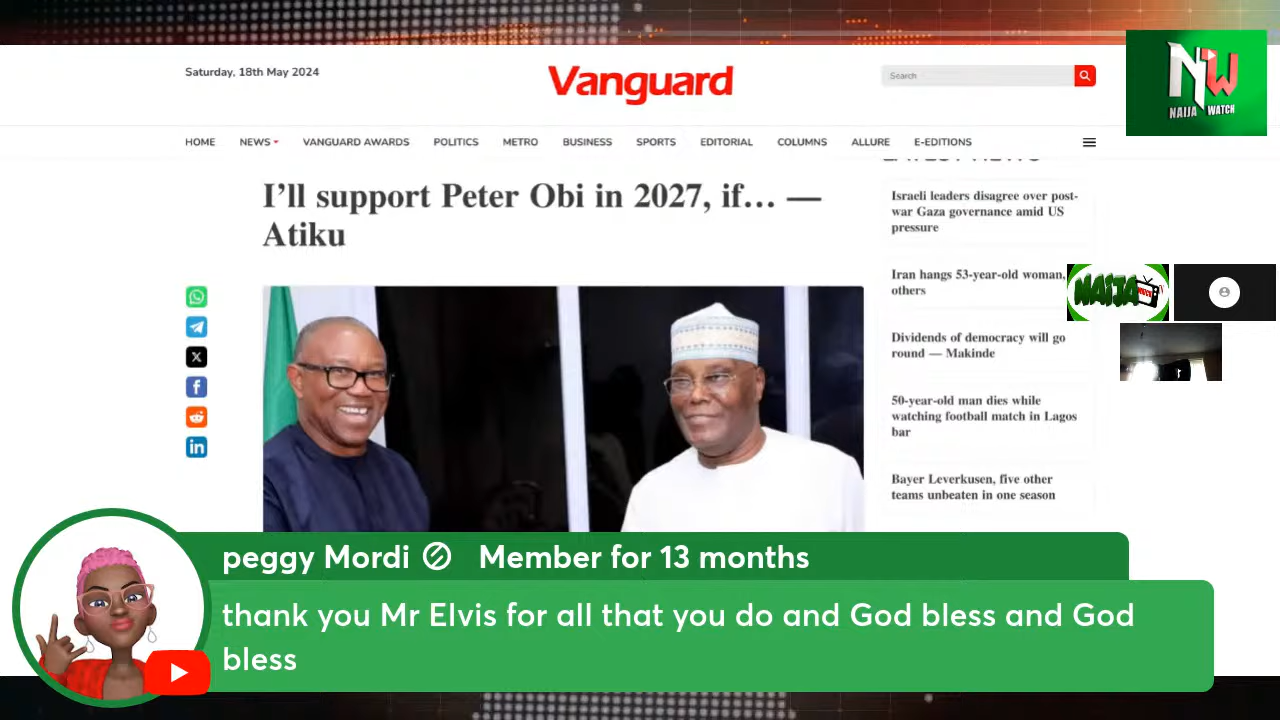 Saturday, 18th May 2024
Vanguard
Search
NW
NAIJA WATCH
HOME NEWS VANGUARD AWARDS POLITICS METRO BUSINESS SPORTS EDITORIAL COLUMNS ALLURE E-EDITIONS
I'll support Peter Obi in 2027, if… —
Atiku
LATEST NEWS
Israeli leaders disagree over post-
war Gaza governance amid US
pressure
Iran hangs 53-year-old woman,
others
Dividends of democracy will go
round — Makinde
50-year-old man dies while
watching football match in Lagos
bar
Bayer Leverkusen, five other
teams unbeaten in one season
NAIJA
peggy Mordi Member for 13 months
thank you Mr Elvis for all that you do and God bless and God
bless